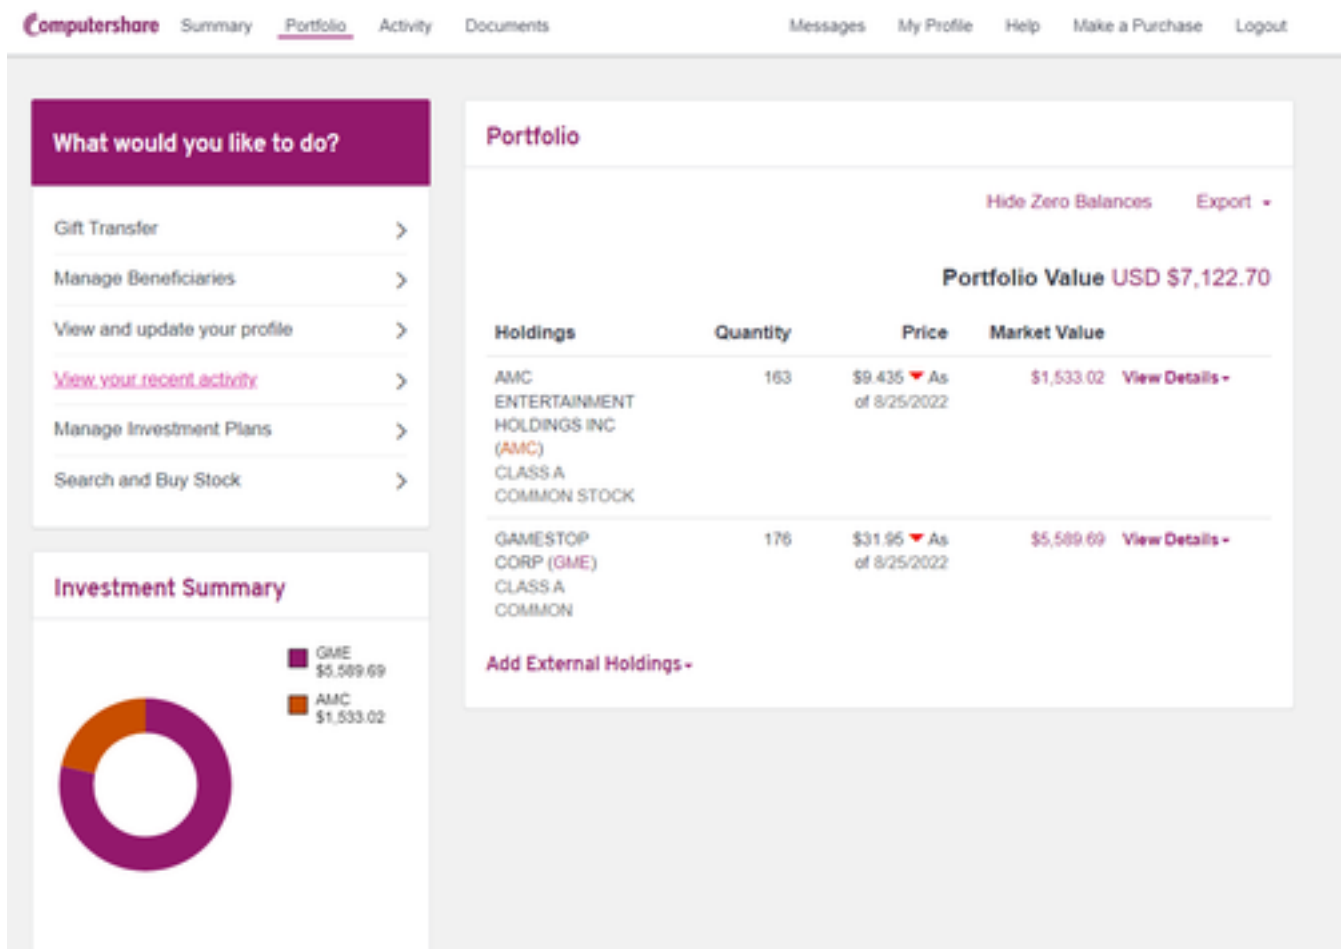 Computershare Summary Portfolio Activity Documents Messages My Profile Help Make a Purchase Logout
What would you like to do?
Gift Transfer
Manage Beneficiaries
View and update your profile
View your recent activity
Manage Investment Plans
Search and Buy Stock
Investment Summary
GME
$5,589.69
AMC
$1,533.02
Portfolio
Hide Zero Balances Export
Portfolio Value USD $7,122.70
Holdings Quantity Price Market Value
AMC 163 $9.435 As $1,533.02 View Details
ENTERTAINMENT of 8/25/2022
HOLDINGS INC
(AMC)
CLASS A
COMMON STOCK
GAMESTOP 176 $31.95 As $5,589.69 View Details
CORP (GME) of 8/25/2022
CLASS A
COMMON
Add External Holdings